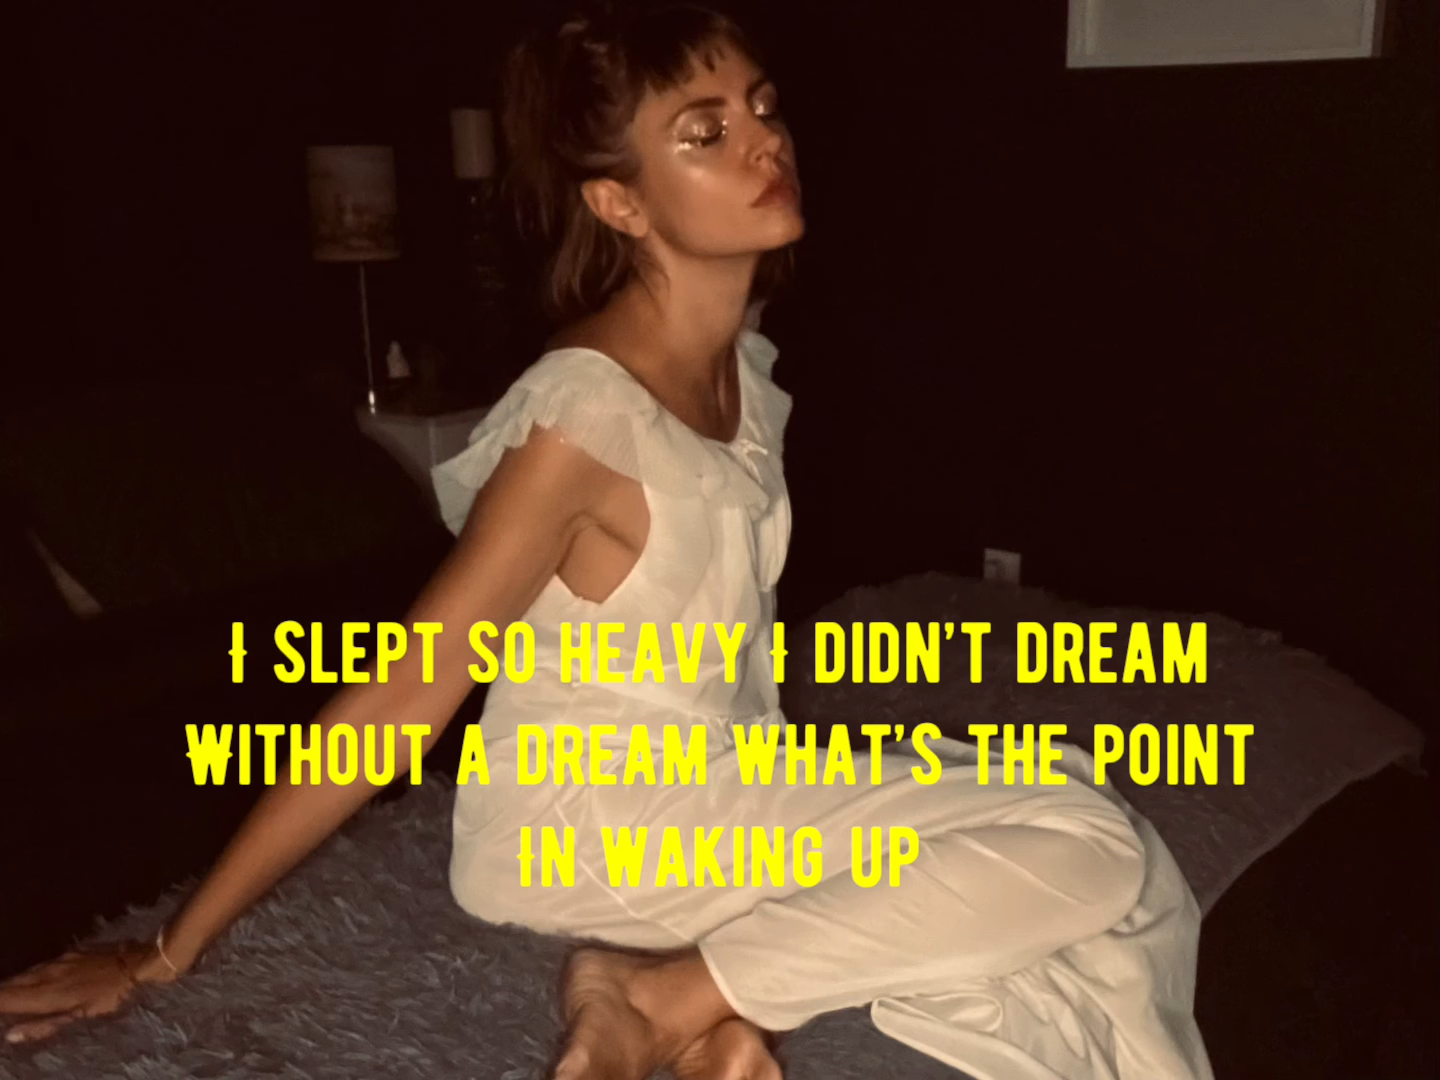 I SLEPT SO HEAVY I DIDN'T DREAM
WITHOUT A DREAM WHAT'S THE POINT
IN WAKING UP